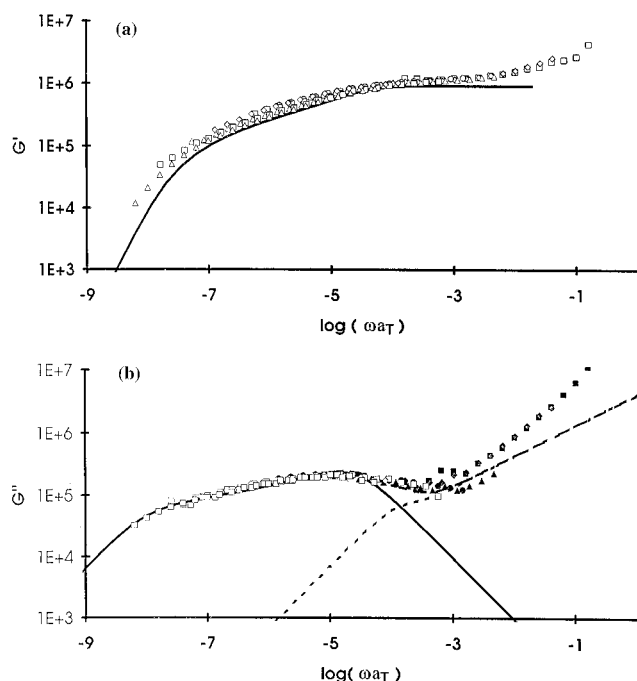 (a)
1E+7
1E+6
1E+5
1E+4
1E+3
G'
-9 -7 -5 -3 -1
log( ωaT)
(b)
1E+7
1E+6
1E+5
1E+4
1E+3
G"
-9 -7 -5 -3 -1
log( ωaT)